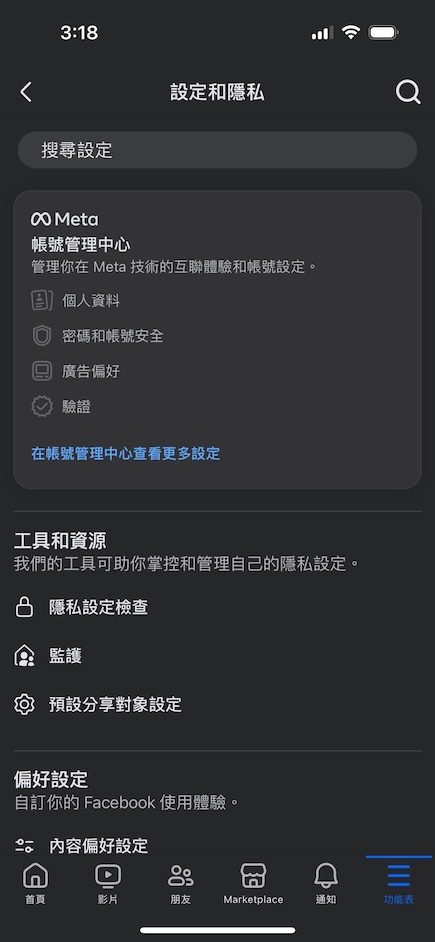 3:18
設定和隱私
搜尋設定
Meta
帳號管理中心
管理你在 Meta 技術的互聯體驗和帳號設定。
個人資料
密碼和帳號安全
廣告偏好
驗證
在帳號管理中心查看更多設定
工具和資源
我們的工具可助你掌控和管理自己的隱私設定。
隱私設定檢查
監護
預設分享對象設定
偏好設定
自訂你的 Facebook 使用體驗。
內容偏好設定
首頁
影片
朋友
Marketplace
通知
功能表